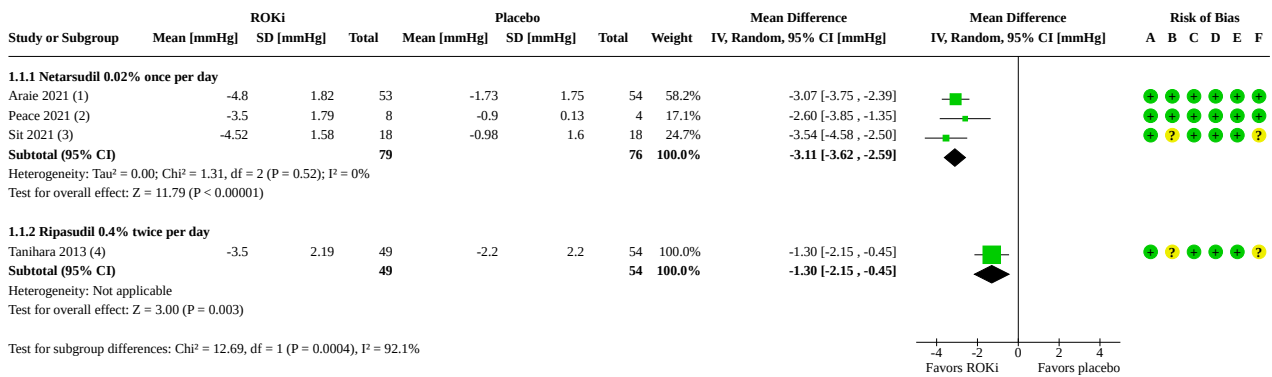 ROKi Placebo Mean Difference Mean Difference Risk of Bias
Study or Subgroup Mean [mmHg] SD [mmHg] Total Mean [mmHg] SD [mmHg] Total Weight IV, Random, 95% CI [mmHg] IV, Random, 95% CI [mmHg] A B C D E F
1.1.1 Netarsudil 0.02% once per day
Araie 2021 (1) -4.8 1.82 53 -1.73 1.75 54 58.2% -3.07 [-3.75 , -2.39] + + + + + +
Peace 2021 (2) -3.5 1.79 8 -0.9 0.13 4 17.1% -2.60 [-3.85 , -1.35] + + + + + +
Sit 2021 (3) -4.52 1.58 18 -0.98 1.6 18 24.7% -3.54 [-4.58 , -2.50] + ? + + + ?
Subtotal (95% CI) 79 76 100.0% -3.11 [-3.62 , -2.59]
Heterogeneity: Tau² = 0.00; Chi² = 1.31, df = 2 (P = 0.52); I² = 0%
Test for overall effect: Z = 11.79 (P < 0.00001)
1.1.2 Ripasudil 0.4% twice per day
Tanihara 2013 (4) -3.5 2.19 49 -2.2 2.2 54 100.0% -1.30 [-2.15 , -0.45] + ? + + + ?
Subtotal (95% CI) 49 54 100.0% -1.30 [-2.15 , -0.45]
Heterogeneity: Not applicable
Test for overall effect: Z = 3.00 (P = 0.003)
Test for subgroup differences: Chi² = 12.69, df = 1 (P = 0.0004), I² = 92.1%
-4 -2 0 2 4
Favors ROKi Favors placebo